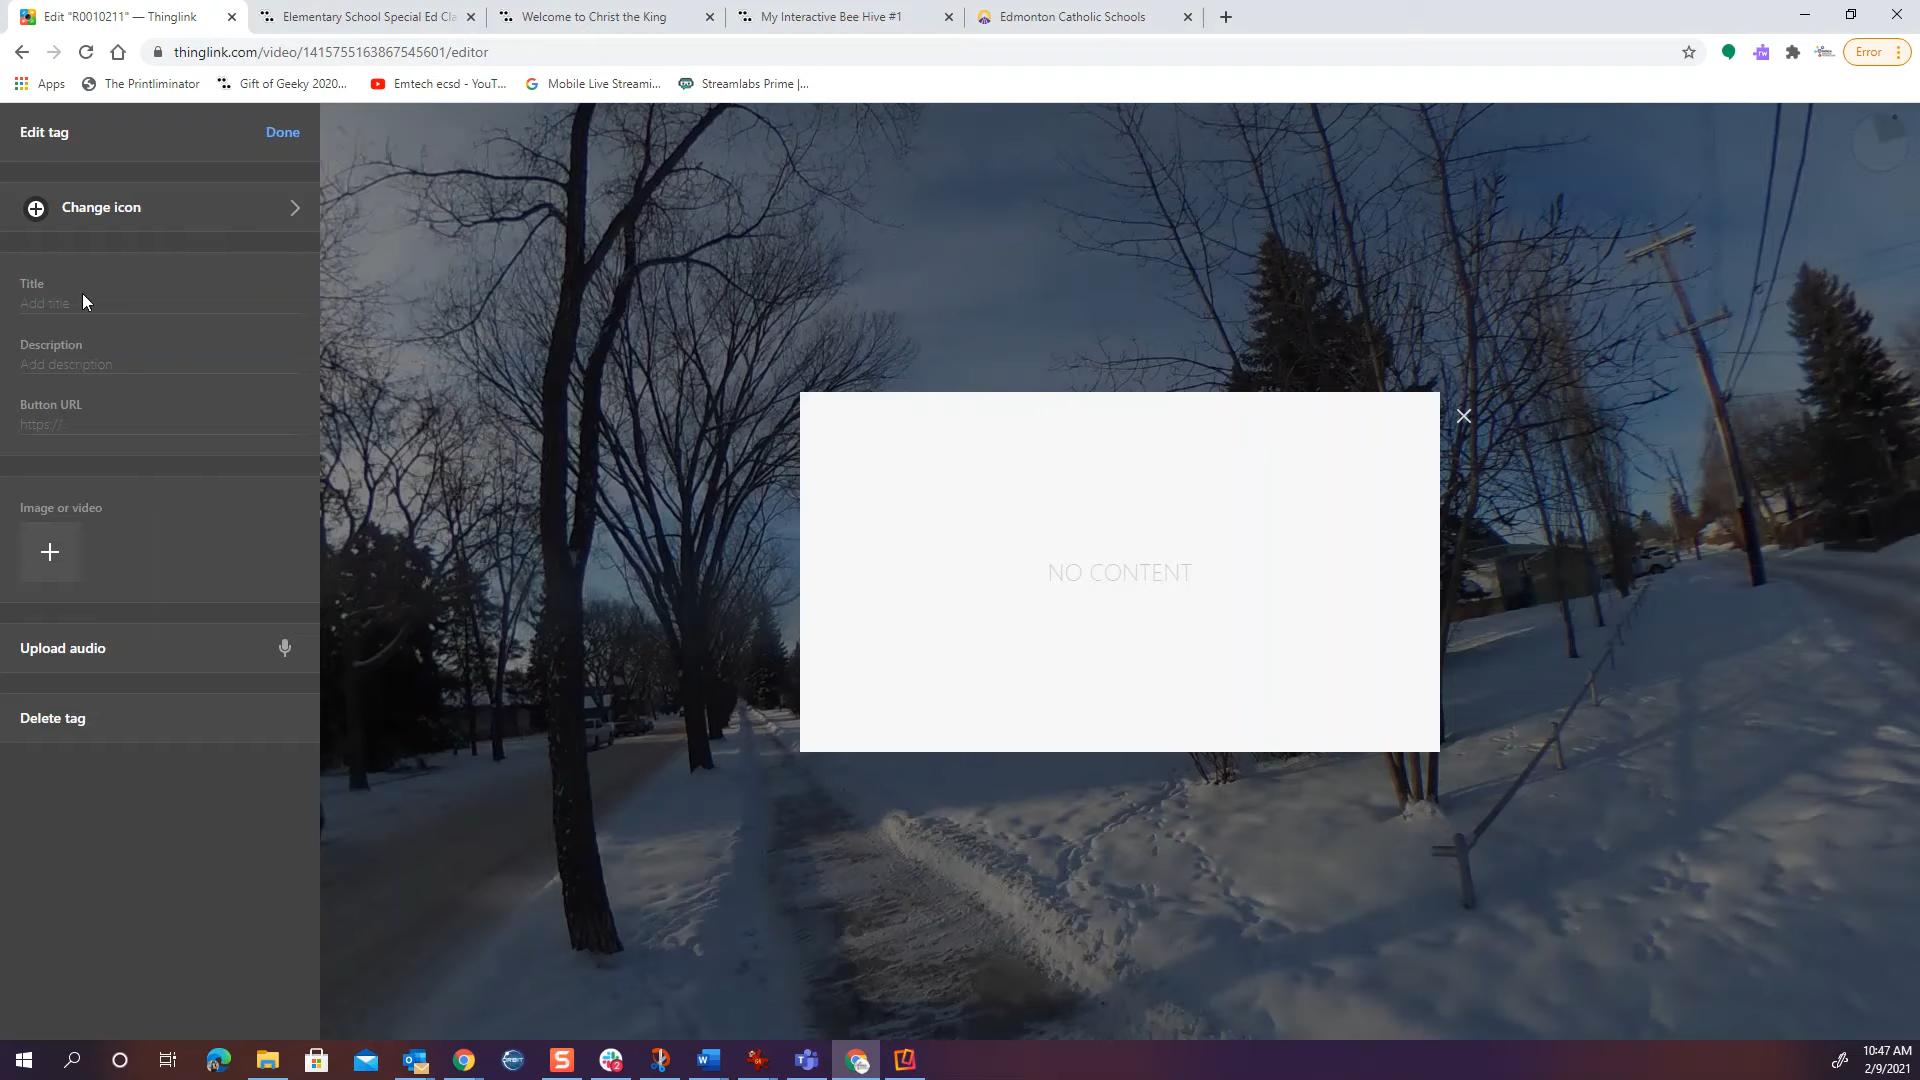 Edit "R0010211" — Thinglink
Elementary School Special Ed Cla
Welcome to Christ the King
My Interactive Bee Hive #1
Edmonton Catholic Schools
thinglink.com/video/1415755163867545601/editor
Error
Apps
The Printliminator
Gift of Geeky 2020...
Emtech ecsd - YouT...
Mobile Live Streami...
Streamlabs Prime |...
Edit tag
Done
Change icon
Title
Add title
Description
Add description
Button URL
https://
Image or video
NO CONTENT
Upload audio
Delete tag
10:47 AM
2/9/2021